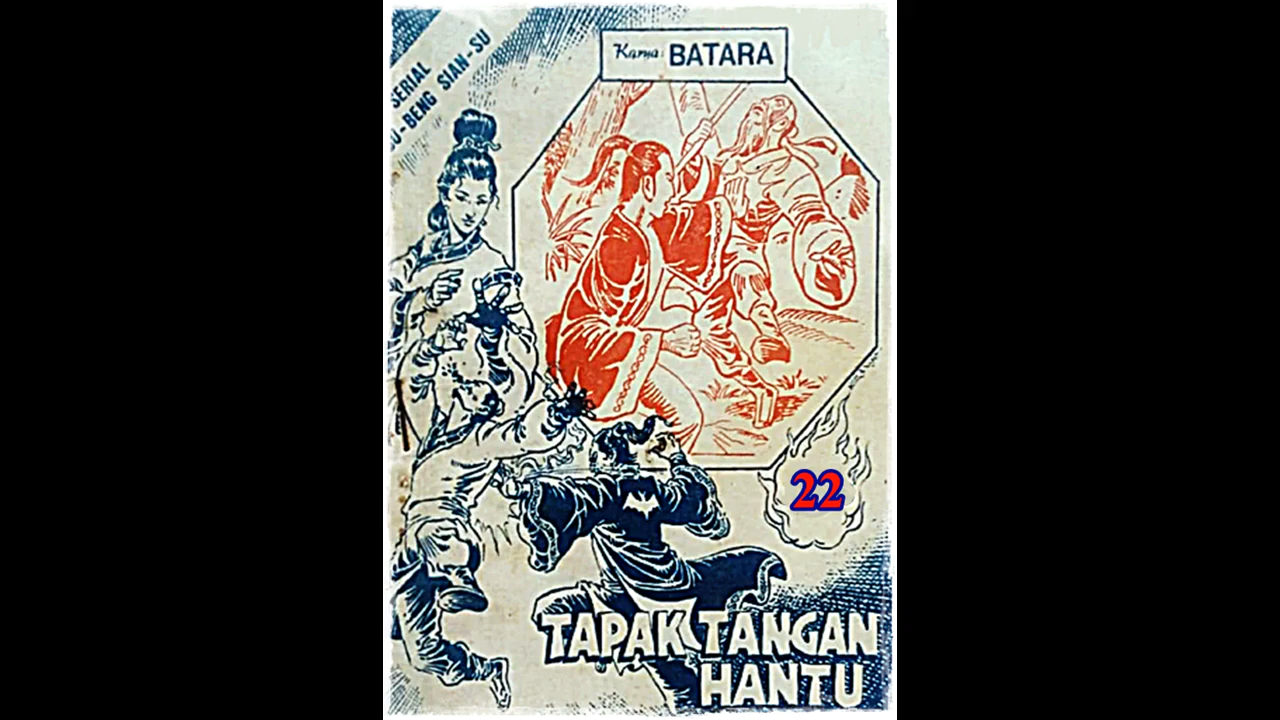 SERIAL
BENG SIAN-SU
Karya: BATARA
22
TAPAK TANGAN
HANTU